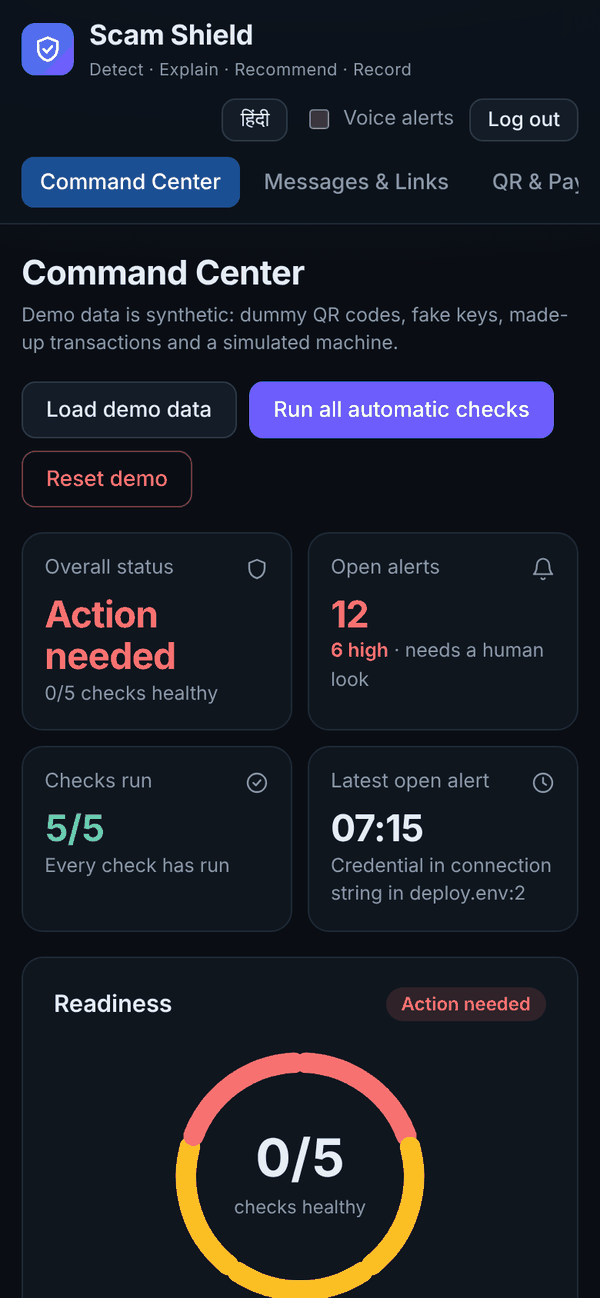 Scam Shield
Detect · Explain · Recommend · Record
हिंदी
Voice alerts
Log out
Command Center
Messages & Links
QR & Pay
Command Center
Demo data is synthetic: dummy QR codes, fake keys, made-
up transactions and a simulated machine.
Load demo data
Run all automatic checks
Reset demo
Overall status
Action
needed
0/5 checks healthy
Open alerts
12
6 high · needs a human
look
Checks run
5/5
Every check has run
Latest open alert
07:15
Credential in connection
string in deploy.env:2
Readiness
Action needed
0/5
checks healthy